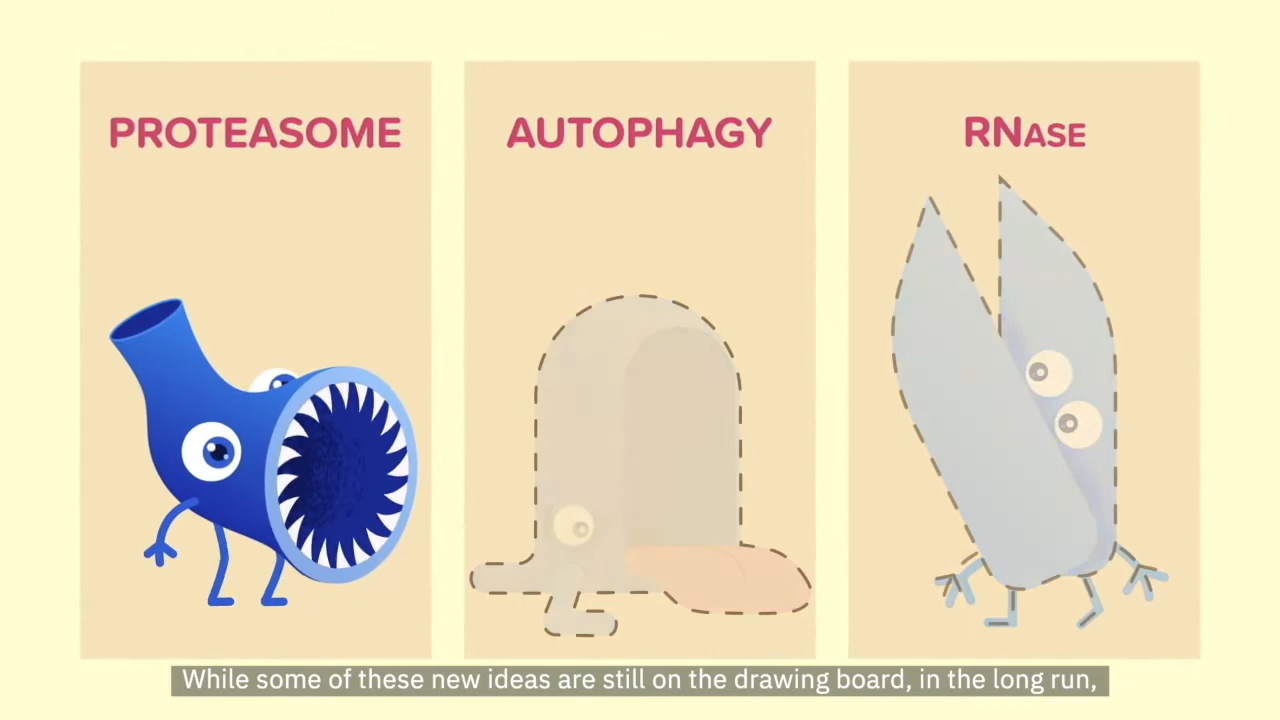 PROTEASOME
AUTOPHAGY
RNASE
While some of these new ideas are still on the drawing board, in the long run,